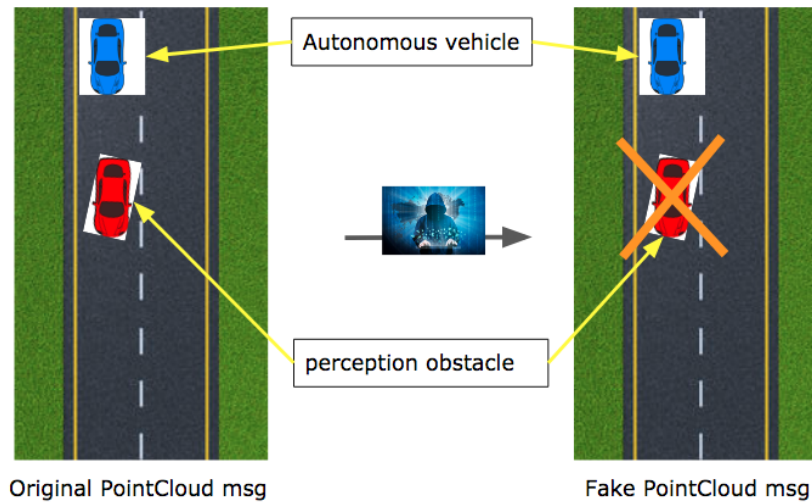 Autonomous vehicle
perception obstacle
Original PointCloud msg
Fake PointCloud msg